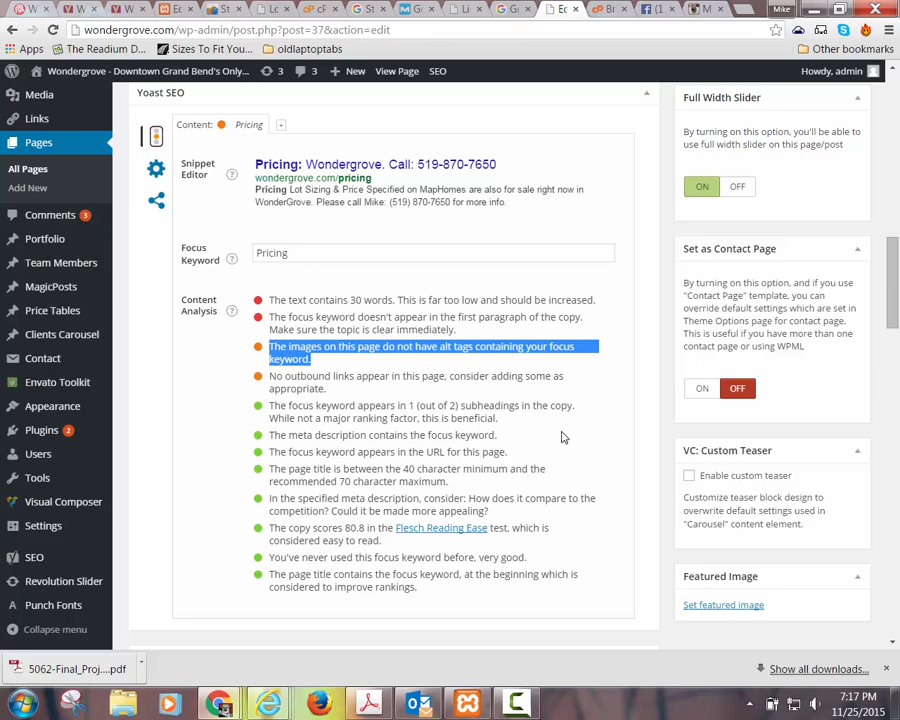 Mike
wondergrove.com/wp-admin/post.php?post=37&action=edit
Apps
The Readium D...
Sizes To Fit You...
oldlaptoptabs
Other bookmarks
Wondergrove - Downtown Grand Bend's Only...
3
3
New
View Page
SEO
Howdy, admin
Media
Links
Pages
All Pages
Add New
Comments 3
Portfolio
Team Members
MagicPosts
Price Tables
Clients Carousel
Contact
Envato Toolkit
Appearance
Plugins 2
Users
Tools
Visual Composer
Settings
SEO
Revolution Slider
Punch Fonts
Collapse menu
Yoast SEO
Content: Pricing +
Snippet
Editor
?
Pricing: Wondergrove. Call: 519-870-7650
wondergrove.com/pricing
Pricing Lot Sizing & Price Specified on MapHomes are also for sale right now in
WonderGrove. Please call Mike: (519) 870-7650 for more info.
Focus
Keyword
?
Pricing
Content
Analysis
?
The text contains 30 words. This is far too low and should be increased.
The focus keyword doesn't appear in the first paragraph of the copy.
Make sure the topic is clear immediately.
The images on this page do not have alt tags containing your focus
keyword.
No outbound links appear in this page, consider adding some as
appropriate.
The focus keyword appears in 1 (out of 2) subheadings in the copy.
While not a major ranking factor, this is beneficial.
The meta description contains the focus keyword.
The focus keyword appears in the URL for this page.
The page title is between the 40 character minimum and the
recommended 70 character maximum.
In the specified meta description, consider: How does it compare to the
competition? Could it be made more appealing?
The copy scores 80.8 in the Flesch Reading Ease test, which is
considered easy to read.
You've never used this focus keyword before, very good.
The page title contains the focus keyword, at the beginning which is
considered to improve rankings.
Full Width Slider
By turning on this option, you'll be able to
use full width slider on this page/post
ON
OFF
Set as Contact Page
By turning on this option, and if you use
"Contact Page" template, you can
override default settings which are set in
Theme Options page for contact page.
This is useful if you have more than one
contact page or using WPML
ON
OFF
VC: Custom Teaser
Enable custom teaser
Customize teaser block design to
overwrite default settings used in
"Carousel" content element.
Featured Image
Set featured image
5062-Final_Proj....pdf
Show all downloads...
7:17 PM
11/25/2015